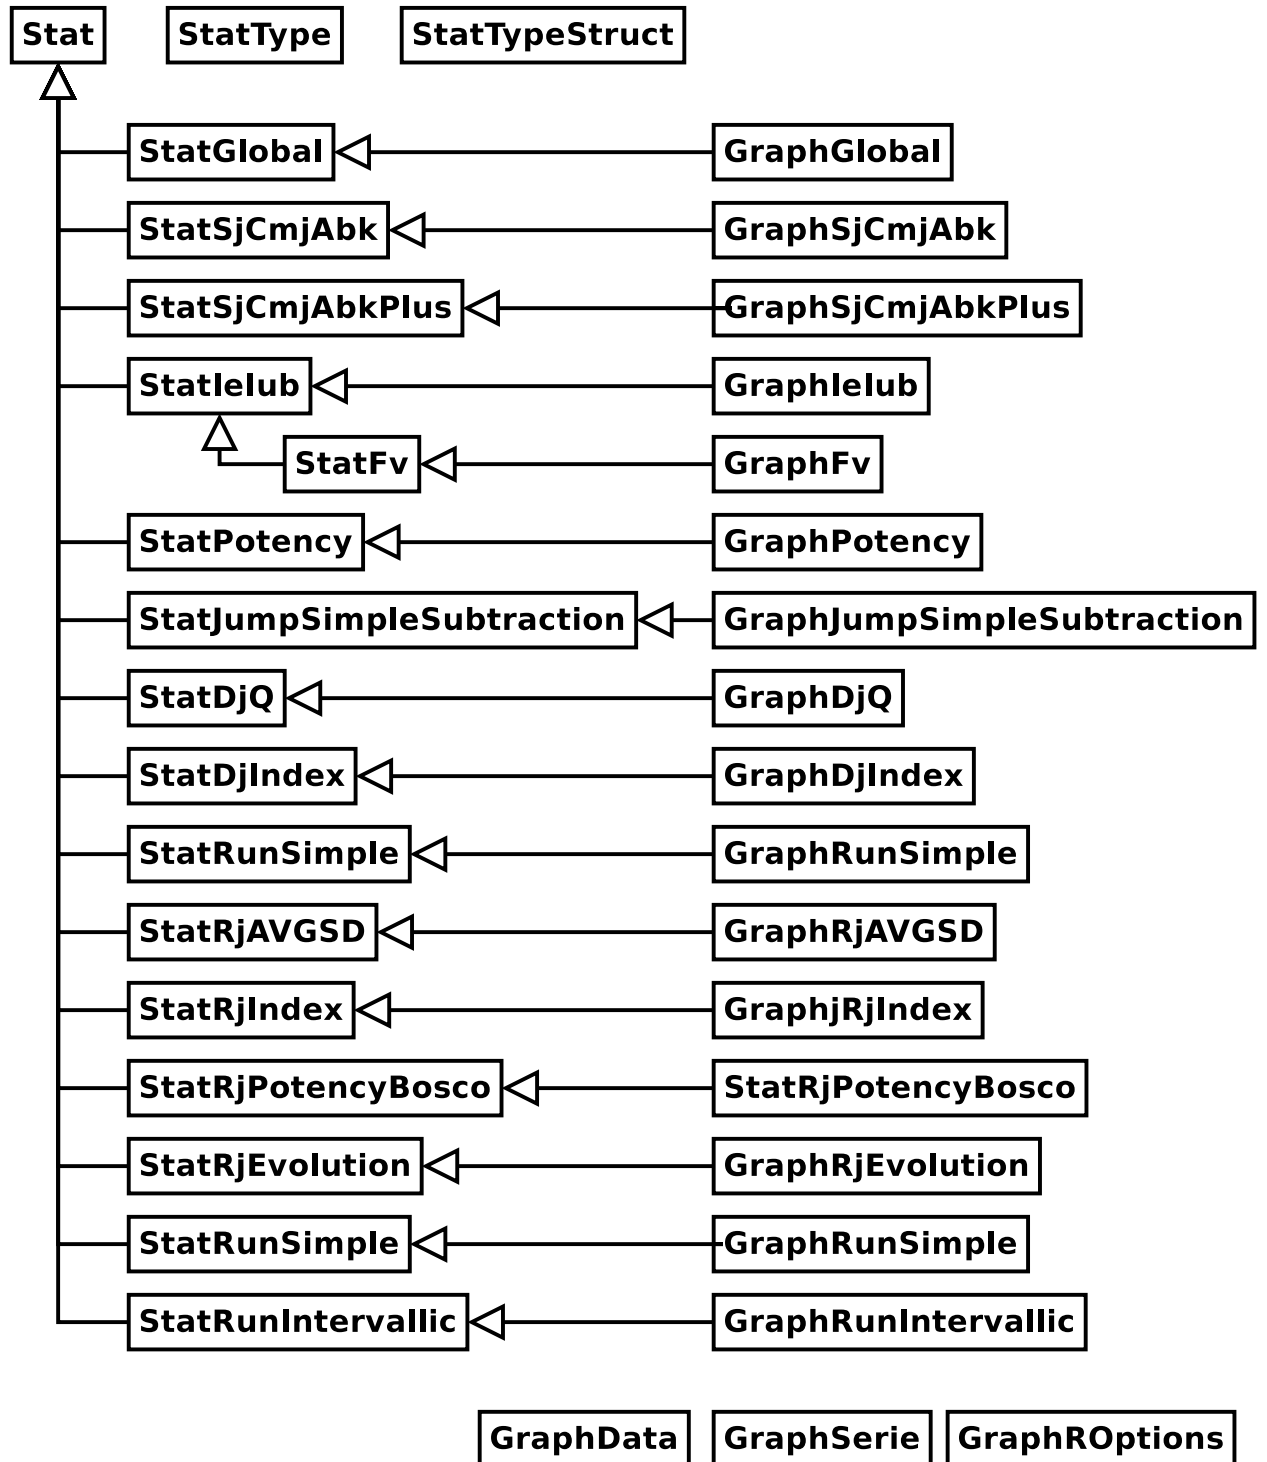 Stat StatType StatTypeStruct
StatGlobal GraphGlobal
StatSjCmjAbk GraphSjCmjAbk
StatSjCmjAbkPlus GraphSjCmjAbkPlus
StatIeIub GraphIeIub
StatFv GraphFv
StatPotency GraphPotency
StatJumpSimpleSubtraction GraphJumpSimpleSubtraction
StatDjQ GraphDjQ
StatDjIndex GraphDjIndex
StatRunSimple GraphRunSimple
StatRjAVGSD GraphRjAVGSD
StatRjIndex GraphjRjIndex
StatRjPotencyBosco StatRjPotencyBosco
StatRjEvolution GraphRjEvolution
StatRunSimple GraphRunSimple
StatRunIntervallic GraphRunIntervallic
GraphData GraphSerie GraphROptions